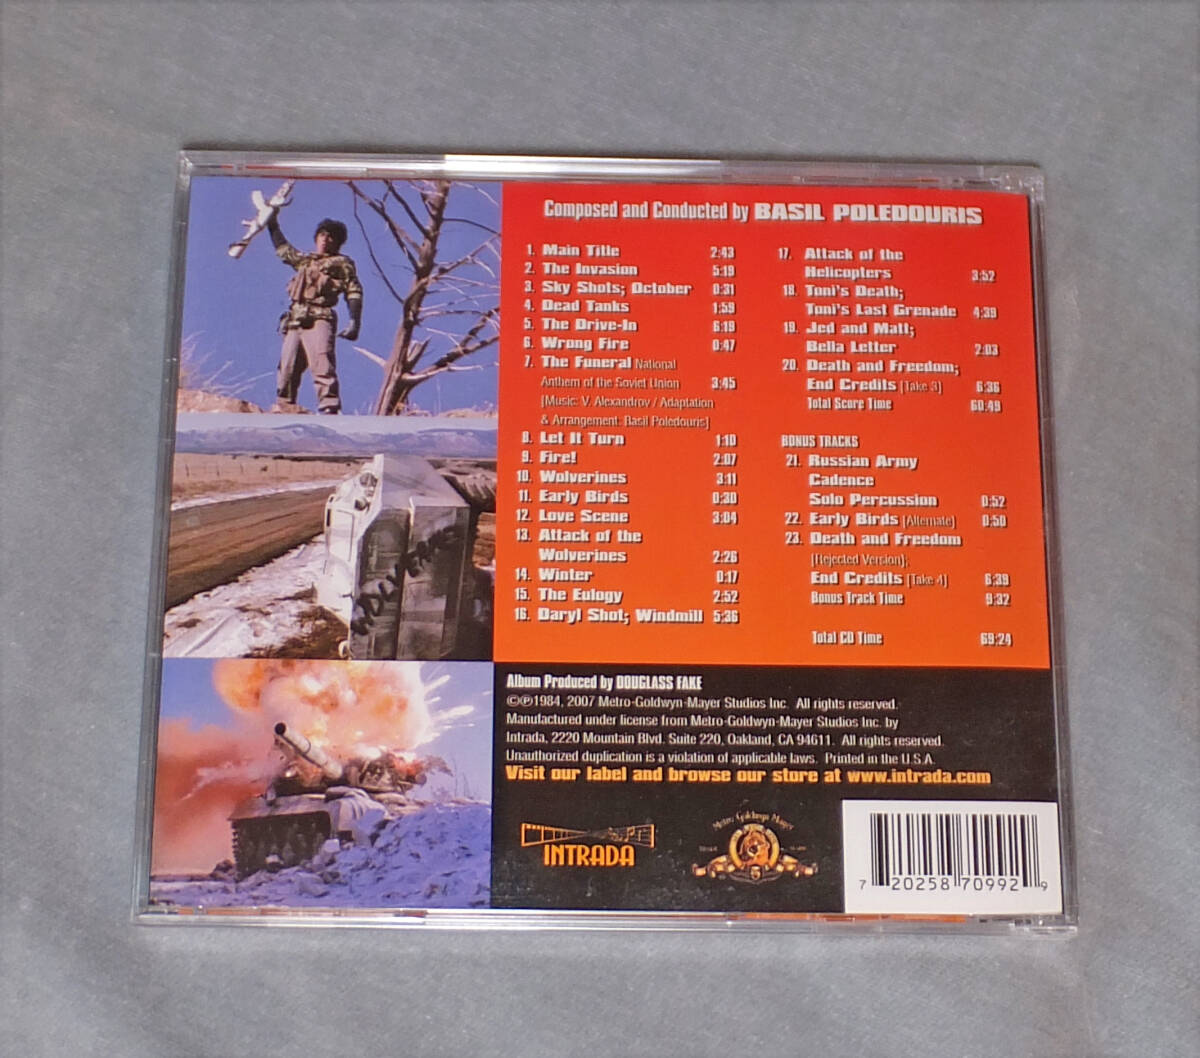 Composed and Conducted by BASIL POLEDOURIS
1. Main Title 2:43
2. The Invasion 5:19
3. Sky Shots; October 0:31
4. Dead Tanks 1:59
5. The Drive-In 6:19
6. Wrong Fire 0:47
7. The Funeral National
Anthem of the Soviet Union 3:45
[Music: V. Alexandrov / Adaptation
& Arrangement: Basil Poledouris]
8. Let It Turn 1:10
9. Fire! 2:07
10. Wolverines 3:11
11. Early Birds 0:30
12. Love Scene 3:04
13. Attack of the
Wolverines 2:26
14. Winter 0:17
15. The Eulogy 2:52
16. Daryl Shot; Windmill 5:36
17. Attack of the
Helicopters 3:52
18. Toni's Death;
Toni's Last Grenade 4:39
19. Jed and Matt;
Bella Letter 2:03
20. Death and Freedom;
End Credits [Take 3] 6:36
Total Score Time 60:49
BONUS TRACKS
21. Russian Army
Cadence
Solo Percussion 0:52
22. Early Birds [Alternate] 0:50
23. Death and Freedom
[Rejected Version];
End Credits [Take 4] 6:39
Bonus Track Time 9:32
Total CD Time 69:24
WOLVERINES
Album Produced by DOUGLASS FAKE
©℗1984, 2007 Metro-Goldwyn-Mayer Studios Inc. All rights reserved.
Manufactured under license from Metro-Goldwyn-Mayer Studios Inc. by
Intrada, 2220 Mountain Blvd. Suite 220, Oakland, CA 94611. All rights reserved.
Unauthorized duplication is a violation of applicable laws. Printed in the U.S.A.
Visit our label and browse our store at www.intrada.com
INTRADA
Metro Goldwyn Mayer
7 20258 70992 9